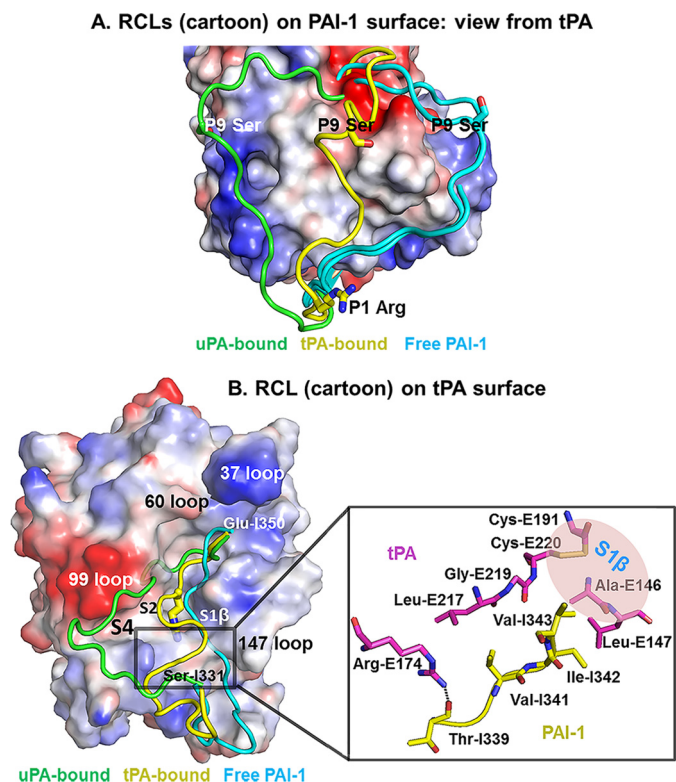 A. RCLs (cartoon) on PAI-1 surface: view from tPA
P9 Ser P9 Ser P9 Ser
P1 Arg
uPA-bound tPA-bound Free PAI-1
B. RCL (cartoon) on tPA surface
37 loop
60 loop
Glu-I350
99 loop
S2
S1β
S4
147 loop
Ser-I331
uPA-bound tPA-bound Free PAI-1
Cys-E191
Cys-E220
tPA
S1β
Gly-E219
Ala-E146
Leu-E217
Val-I343
Leu-E147
Arg-E174
Ile-I342
Val-I341
Thr-I339
PAI-1